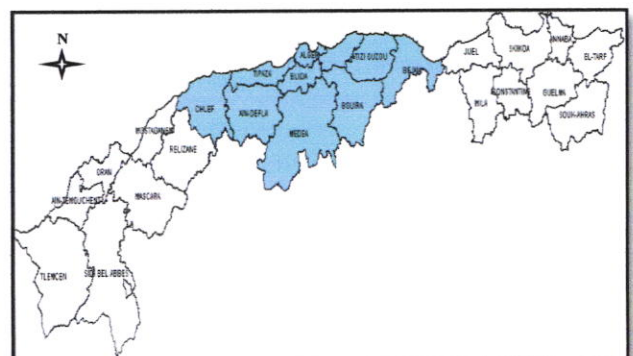 N
ANNABA
JIJEL
SKIKDA
EL-TARF
ALGER
TIZI OUZOU
TIPAZA
BLIDA
MILA
CONSTANTINE
GUELMA
SOUK-AHRAS
CHLEF
AIN-DEFLA
BOUIRA
MEDEA
MOSTAGANEM
RELIZANE
ORAN
AIN-TEMOUCHENT
MASCARA
TLEMCEN
SIDI BEL ABBES